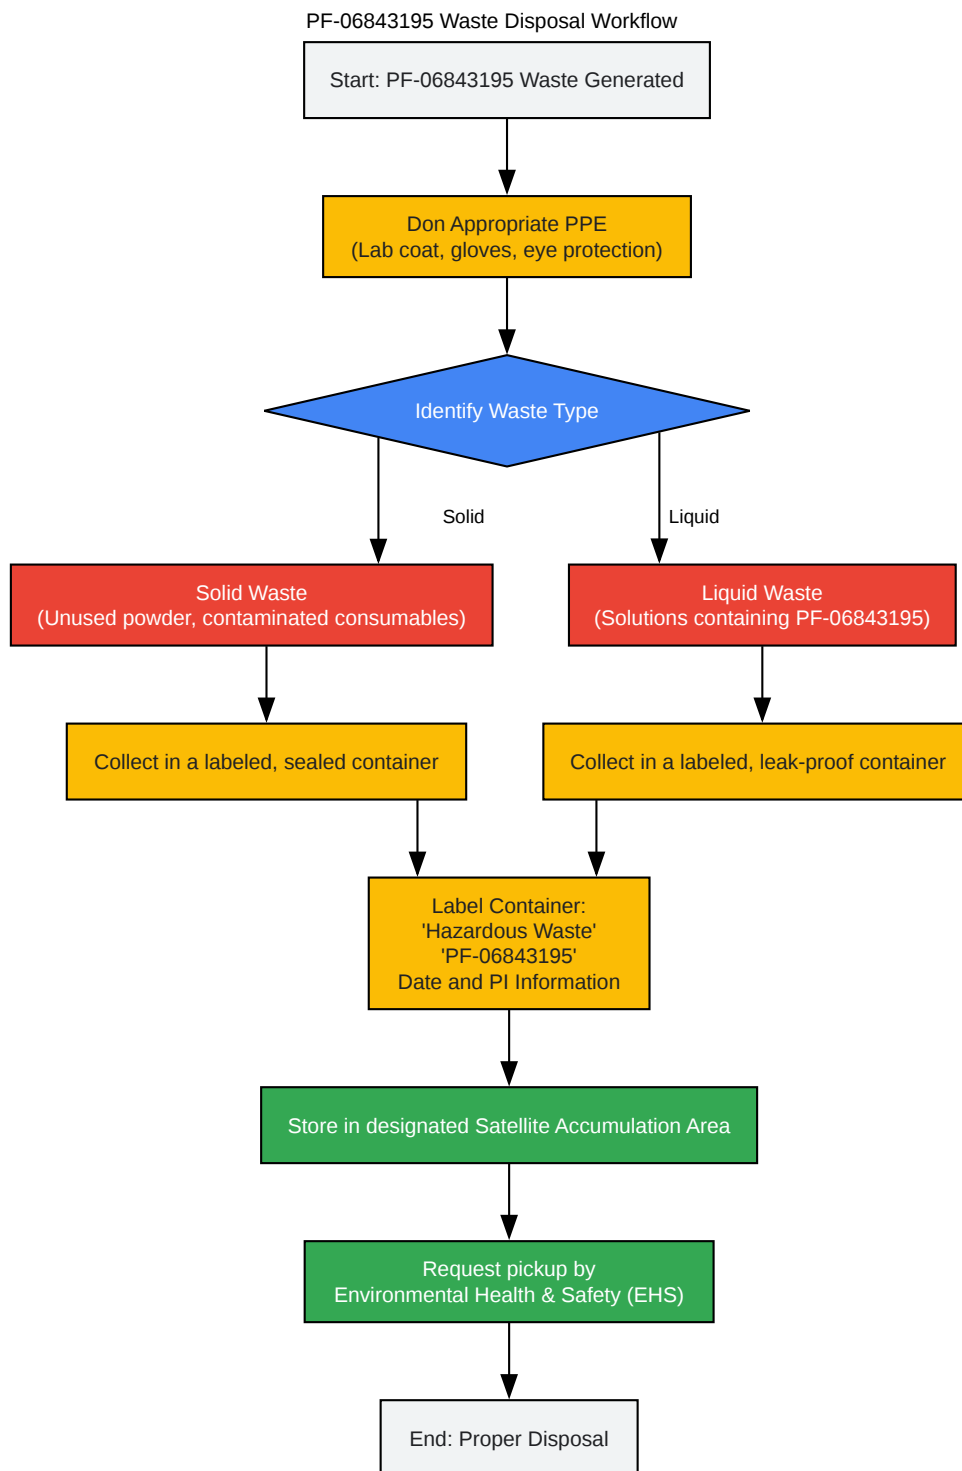 PF-06843195 Waste Disposal Workflow
Start: PF-06843195 Waste Generated
Don Appropriate PPE
(Lab coat, gloves, eye protection)
Identify Waste Type
Solid
Liquid
Solid Waste
(Unused powder, contaminated consumables)
Liquid Waste
(Solutions containing PF-06843195)
Collect in a labeled, sealed container
Collect in a labeled, leak-proof container
Label Container:
'Hazardous Waste'
'PF-06843195'
Date and PI Information
Store in designated Satellite Accumulation Area
Request pickup by
Environmental Health & Safety (EHS)
End: Proper Disposal